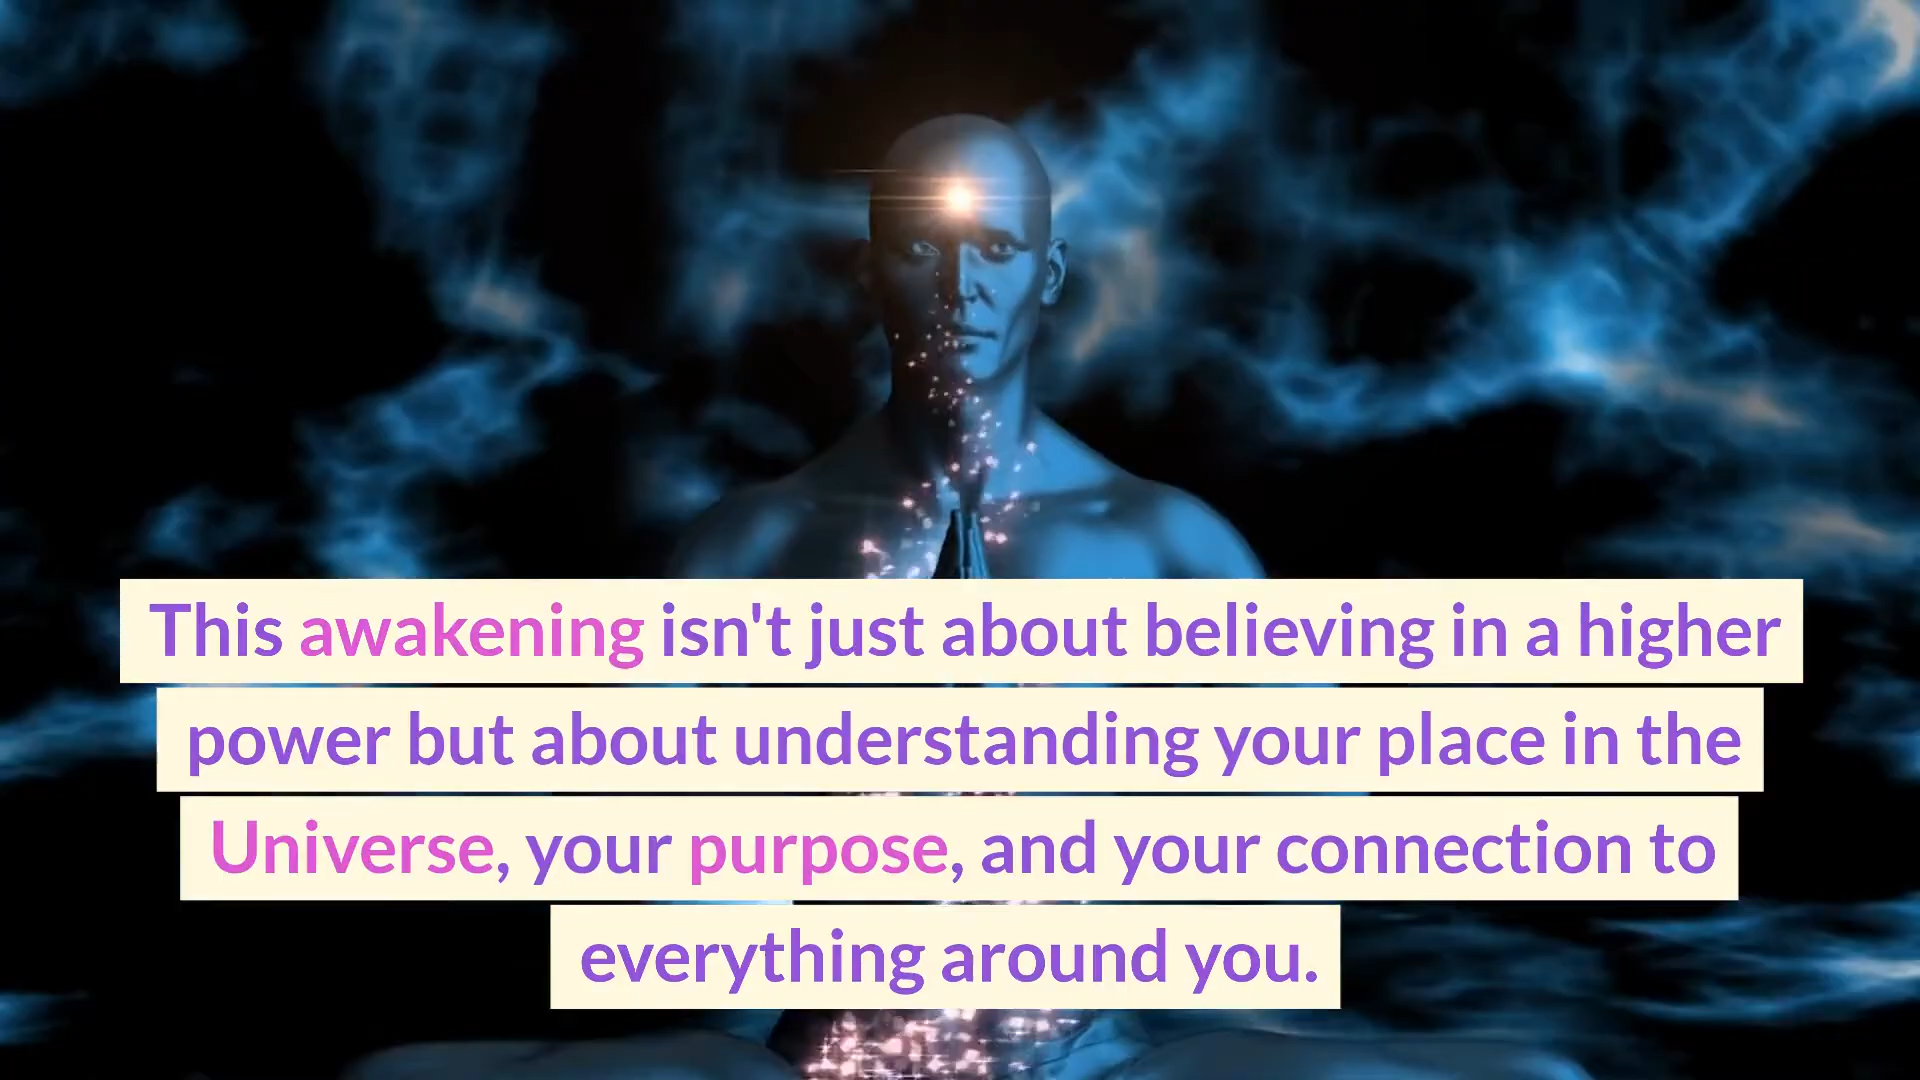 This awakening isn't just about believing in a higher
power but about understanding your place in the
Universe, your purpose, and your connection to
everything around you.